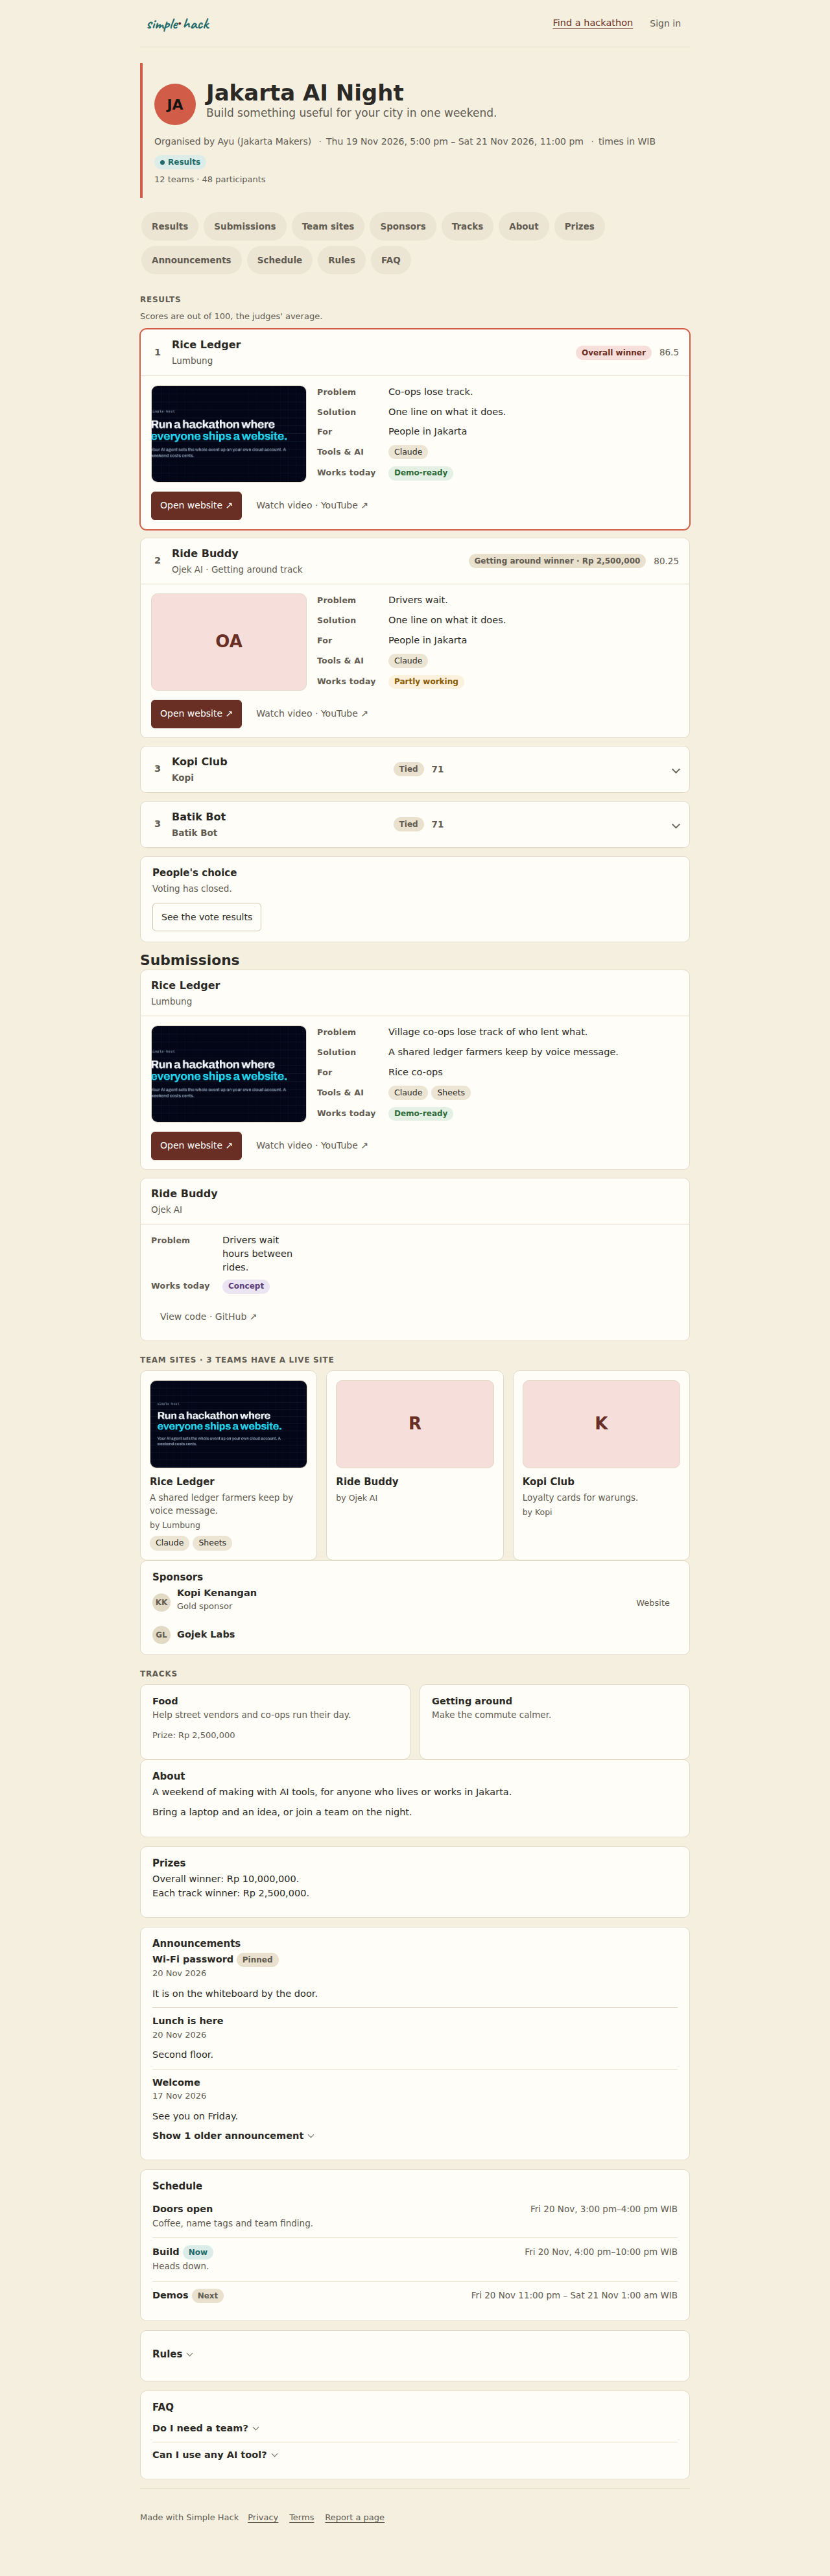 simple hack
Find a hackathon
Sign in
JA
Jakarta AI Night
Build something useful for your city in one weekend.
Organised by Ayu (Jakarta Makers) · Thu 19 Nov 2026, 5:00 pm – Sat 21 Nov 2026, 11:00 pm · times in WIB
Results
12 teams · 48 participants
Results
Submissions
Team sites
Sponsors
Tracks
About
Prizes
Announcements
Schedule
Rules
FAQ
RESULTS
Scores are out of 100, the judges' average.
1
Rice Ledger
Lumbung
Overall winner
86.5
Run a hackathon where
everyone ships a website.
Problem
Co-ops lose track.
Solution
One line on what it does.
For
People in Jakarta
Tools & AI
Claude
Works today
Demo-ready
Open website ↗
Watch video · YouTube ↗
2
Ride Buddy
Ojek AI · Getting around track
Getting around winner · Rp 2,500,000
80.25
OA
Problem
Drivers wait.
Solution
One line on what it does.
For
People in Jakarta
Tools & AI
Claude
Works today
Partly working
Open website ↗
Watch video · YouTube ↗
3
Kopi Club
Kopi
Tied
71
3
Batik Bot
Batik Bot
Tied
71
People's choice
Voting has closed.
See the vote results
Submissions
Rice Ledger
Lumbung
Run a hackathon where
everyone ships a website.
Problem
Village co-ops lose track of who lent what.
Solution
A shared ledger farmers keep by voice message.
For
Rice co-ops
Tools & AI
Claude
Sheets
Works today
Demo-ready
Open website ↗
Watch video · YouTube ↗
Ride Buddy
Ojek AI
Problem
Drivers wait
hours between
rides.
Works today
Concept
View code · GitHub ↗
TEAM SITES · 3 TEAMS HAVE A LIVE SITE
Run a hackathon where
everyone ships a website.
Rice Ledger
A shared ledger farmers keep by
voice message.
by Lumbung
Claude
Sheets
R
Ride Buddy
by Ojek AI
K
Kopi Club
Loyalty cards for warungs.
by Kopi
Sponsors
KK
Kopi Kenangan
Gold sponsor
Website
GL
Gojek Labs
TRACKS
Food
Help street vendors and co-ops run their day.
Prize: Rp 2,500,000
Getting around
Make the commute calmer.
About
A weekend of making with AI tools, for anyone who lives or works in Jakarta.
Bring a laptop and an idea, or join a team on the night.
Prizes
Overall winner: Rp 10,000,000.
Each track winner: Rp 2,500,000.
Announcements
Wi-Fi password Pinned
20 Nov 2026
It is on the whiteboard by the door.
Lunch is here
20 Nov 2026
Second floor.
Welcome
17 Nov 2026
See you on Friday.
Show 1 older announcement
Schedule
Doors open
Fri 20 Nov, 3:00 pm–4:00 pm WIB
Coffee, name tags and team finding.
Build Now
Fri 20 Nov, 4:00 pm–10:00 pm WIB
Heads down.
Demos Next
Fri 20 Nov 11:00 pm – Sat 21 Nov 1:00 am WIB
Rules
FAQ
Do I need a team?
Can I use any AI tool?
Made with Simple Hack
Privacy
Terms
Report a page